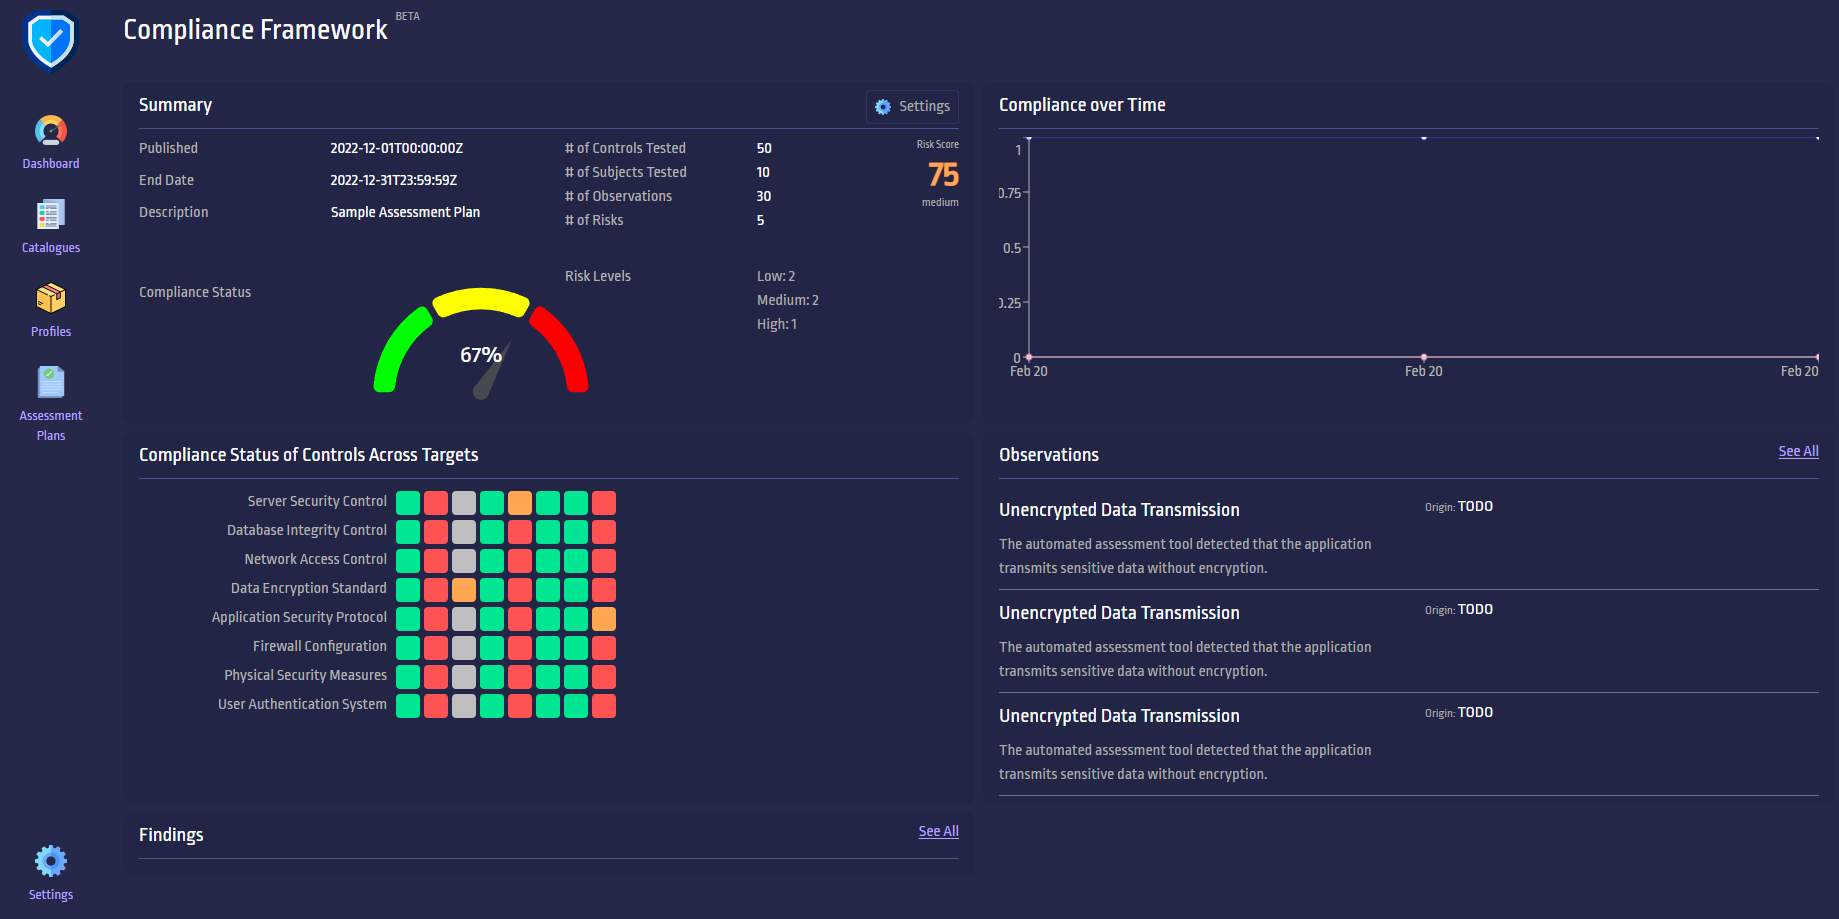 Compliance Framework BETA
Dashboard
Catalogues
Profiles
Assessment
Plans
Settings
Summary
Settings
Published 2022-12-01T00:00:00Z
End Date 2022-12-31T23:59:59Z
Description Sample Assessment Plan
# of Controls Tested 50
# of Subjects Tested 10
# of Observations 30
# of Risks 5
Risk Score
75
medium
Compliance Status
67%
Risk Levels
Low: 2
Medium: 2
High: 1
Compliance over Time
1
0.75
0.5
0.25
0
Feb 20 Feb 20 Feb 20
Compliance Status of Controls Across Targets
Server Security Control
Database Integrity Control
Network Access Control
Data Encryption Standard
Application Security Protocol
Firewall Configuration
Physical Security Measures
User Authentication System
Observations See All
Unencrypted Data Transmission Origin: TODO
The automated assessment tool detected that the application
transmits sensitive data without encryption.
Unencrypted Data Transmission Origin: TODO
The automated assessment tool detected that the application
transmits sensitive data without encryption.
Unencrypted Data Transmission Origin: TODO
The automated assessment tool detected that the application
transmits sensitive data without encryption.
Findings See All